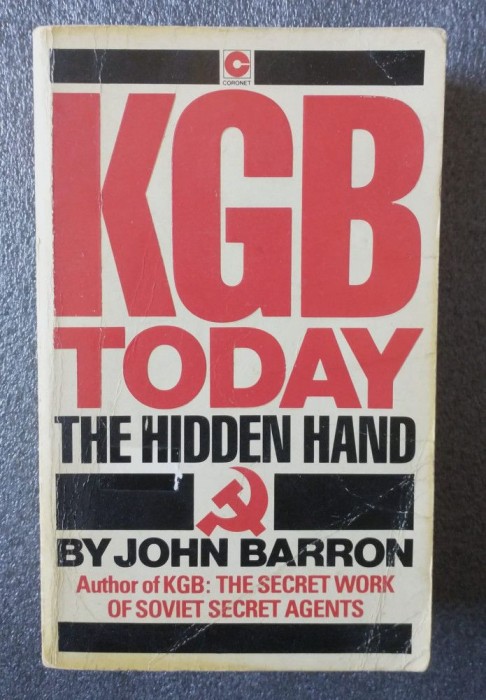 CORONET
KGB
TODAY
THE HIDDEN HAND
BY JOHN BARRON
Author of KGB: THE SECRET WORK
OF SOVIET SECRET AGENTS